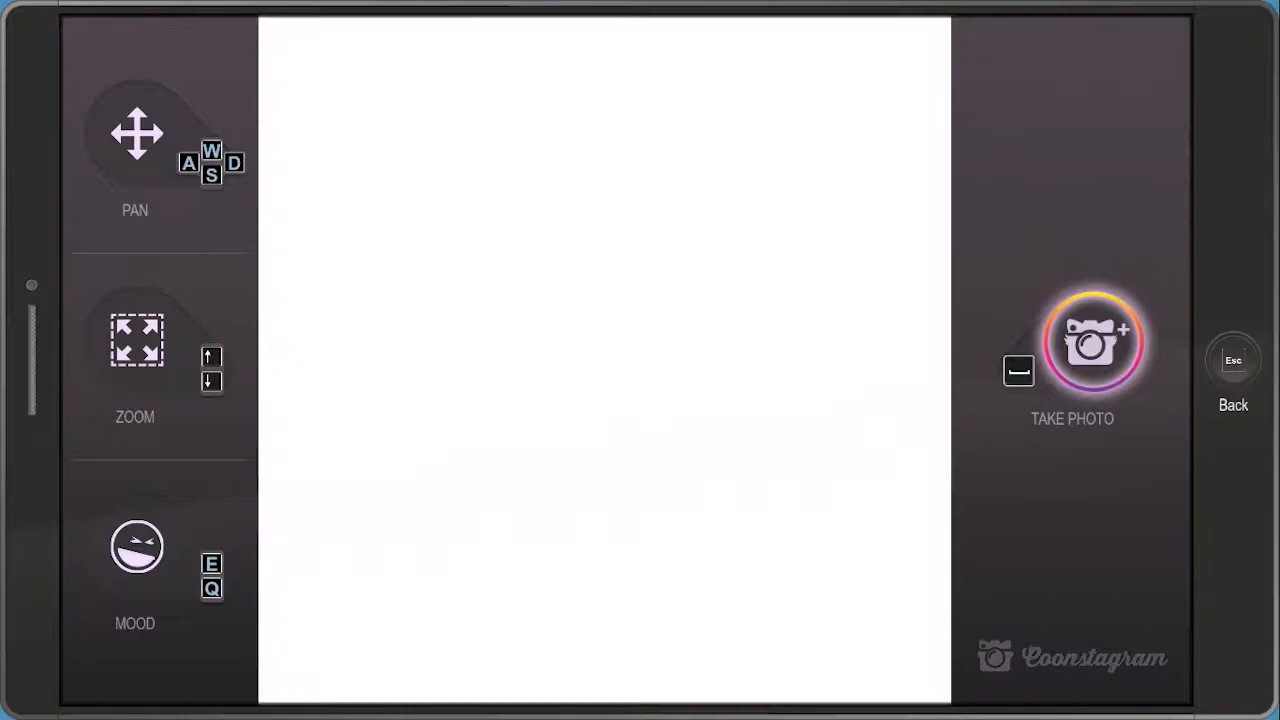 W
A D
S
PAN
↑
↓
ZOOM
E
Q
MOOD
TAKE PHOTO
Esc
Back
Coonstagram